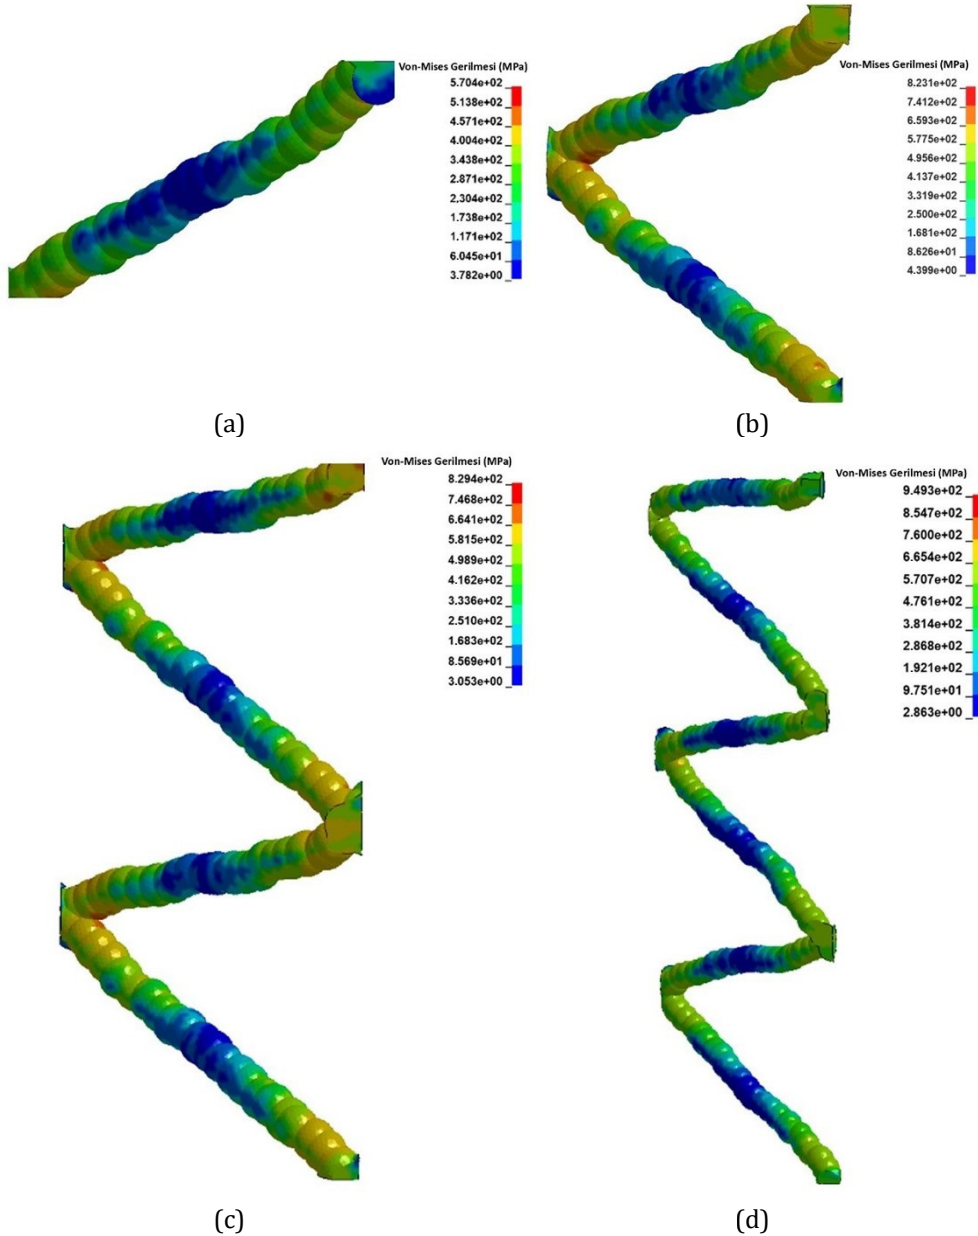 Von-Mises Gerilmesi (MPa)
5.704e+02
5.138e+02
4.571e+02
4.004e+02
3.438e+02
2.871e+02
2.304e+02
1.738e+02
1.171e+02
6.045e+01
3.782e+00
(a)
Von-Mises Gerilmesi (MPa)
8.231e+02
7.412e+02
6.593e+02
5.775e+02
4.956e+02
4.137e+02
3.319e+02
2.500e+02
1.681e+02
8.626e+01
4.399e+00
(b)
Von-Mises Gerilmesi (MPa)
8.294e+02
7.468e+02
6.641e+02
5.815e+02
4.989e+02
4.162e+02
3.336e+02
2.510e+02
1.683e+02
8.569e+01
3.053e+00
(c)
Von-Mises Gerilmesi (MPa)
9.493e+02
8.547e+02
7.600e+02
6.654e+02
5.707e+02
4.761e+02
3.814e+02
2.868e+02
1.921e+02
9.751e+01
2.863e+00
(d)